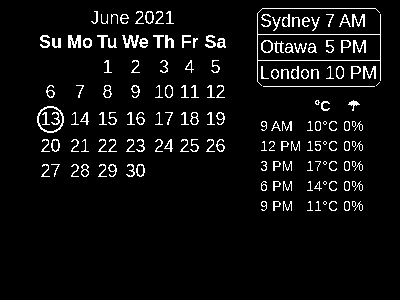 June 2021
Su Mo Tu We Th Fr Sa
1 2 3 4 5
6 7 8 9 10 11 12
13 14 15 16 17 18 19
20 21 22 23 24 25 26
27 28 29 30
Sydney 7 AM
Ottawa 5 PM
London 10 PM
°C ☂
9 AM 10°C 0%
12 PM 15°C 0%
3 PM 17°C 0%
6 PM 14°C 0%
9 PM 11°C 0%